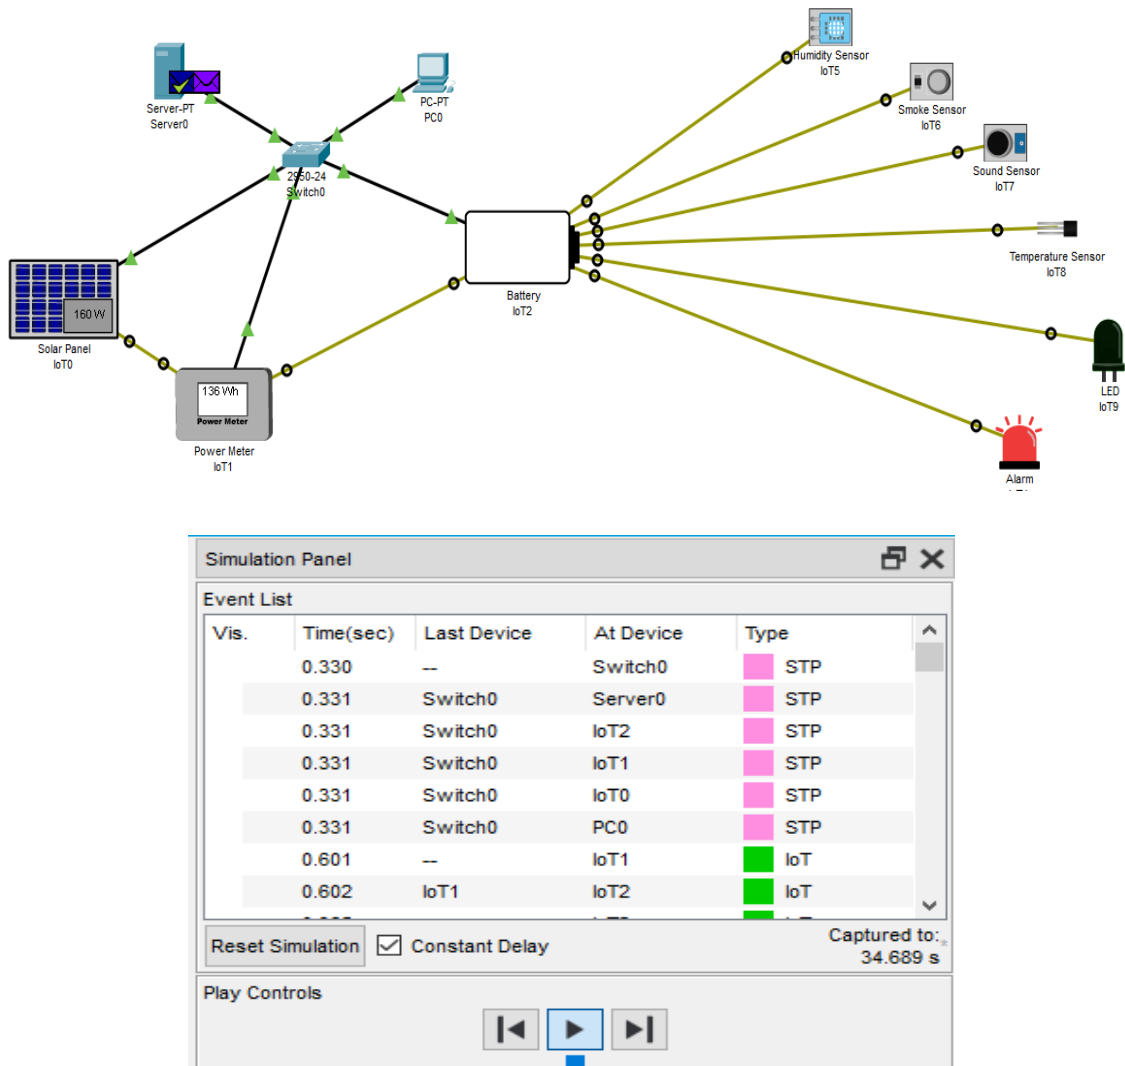 Humidity Sensor
IoT5
Server-PT
Server0
PC-PT
PC0
Smoke Sensor
IoT6
2950-24
Switch0
Sound Sensor
IoT7
Temperature Sensor
IoT8
160 W
Solar Panel
IoT0
Battery
IoT2
136 Wh
Power Meter
Power Meter
IoT1
LED
IoT9
Alarm
Simulation Panel
Event List
Vis. Time(sec) Last Device At Device Type
0.330 -- Switch0 STP
0.331 Switch0 Server0 STP
0.331 Switch0 IoT2 STP
0.331 Switch0 IoT1 STP
0.331 Switch0 IoT0 STP
0.331 Switch0 PC0 STP
0.601 -- IoT1 IoT
0.602 IoT1 IoT2 IoT
Reset Simulation Constant Delay Captured to:
34.689 s
Play Controls